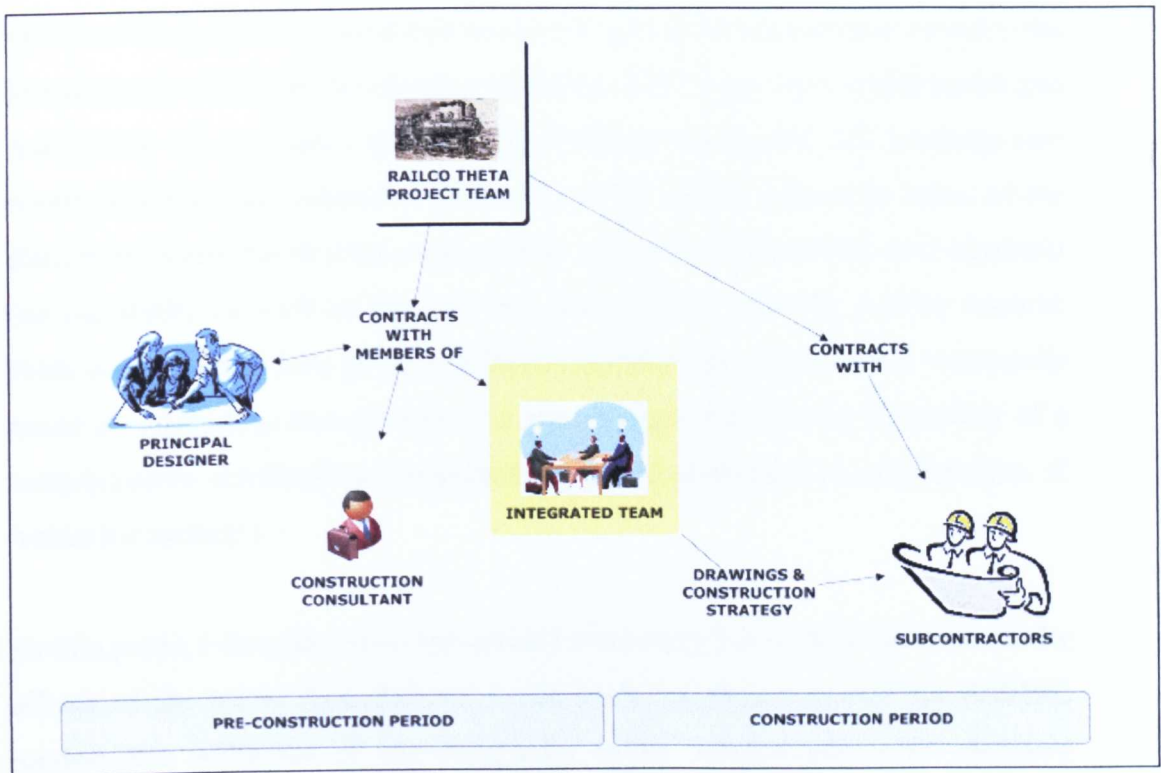 RAILCO THETA
PROJECT TEAM
CONTRACTS
WITH
MEMBERS OF
CONTRACTS
WITH
PRINCIPAL
DESIGNER
INTEGRATED TEAM
CONSTRUCTION
CONSULTANT
DRAWINGS &
CONSTRUCTION
STRATEGY
SUBCONTRACTORS
PRE-CONSTRUCTION PERIOD
CONSTRUCTION PERIOD